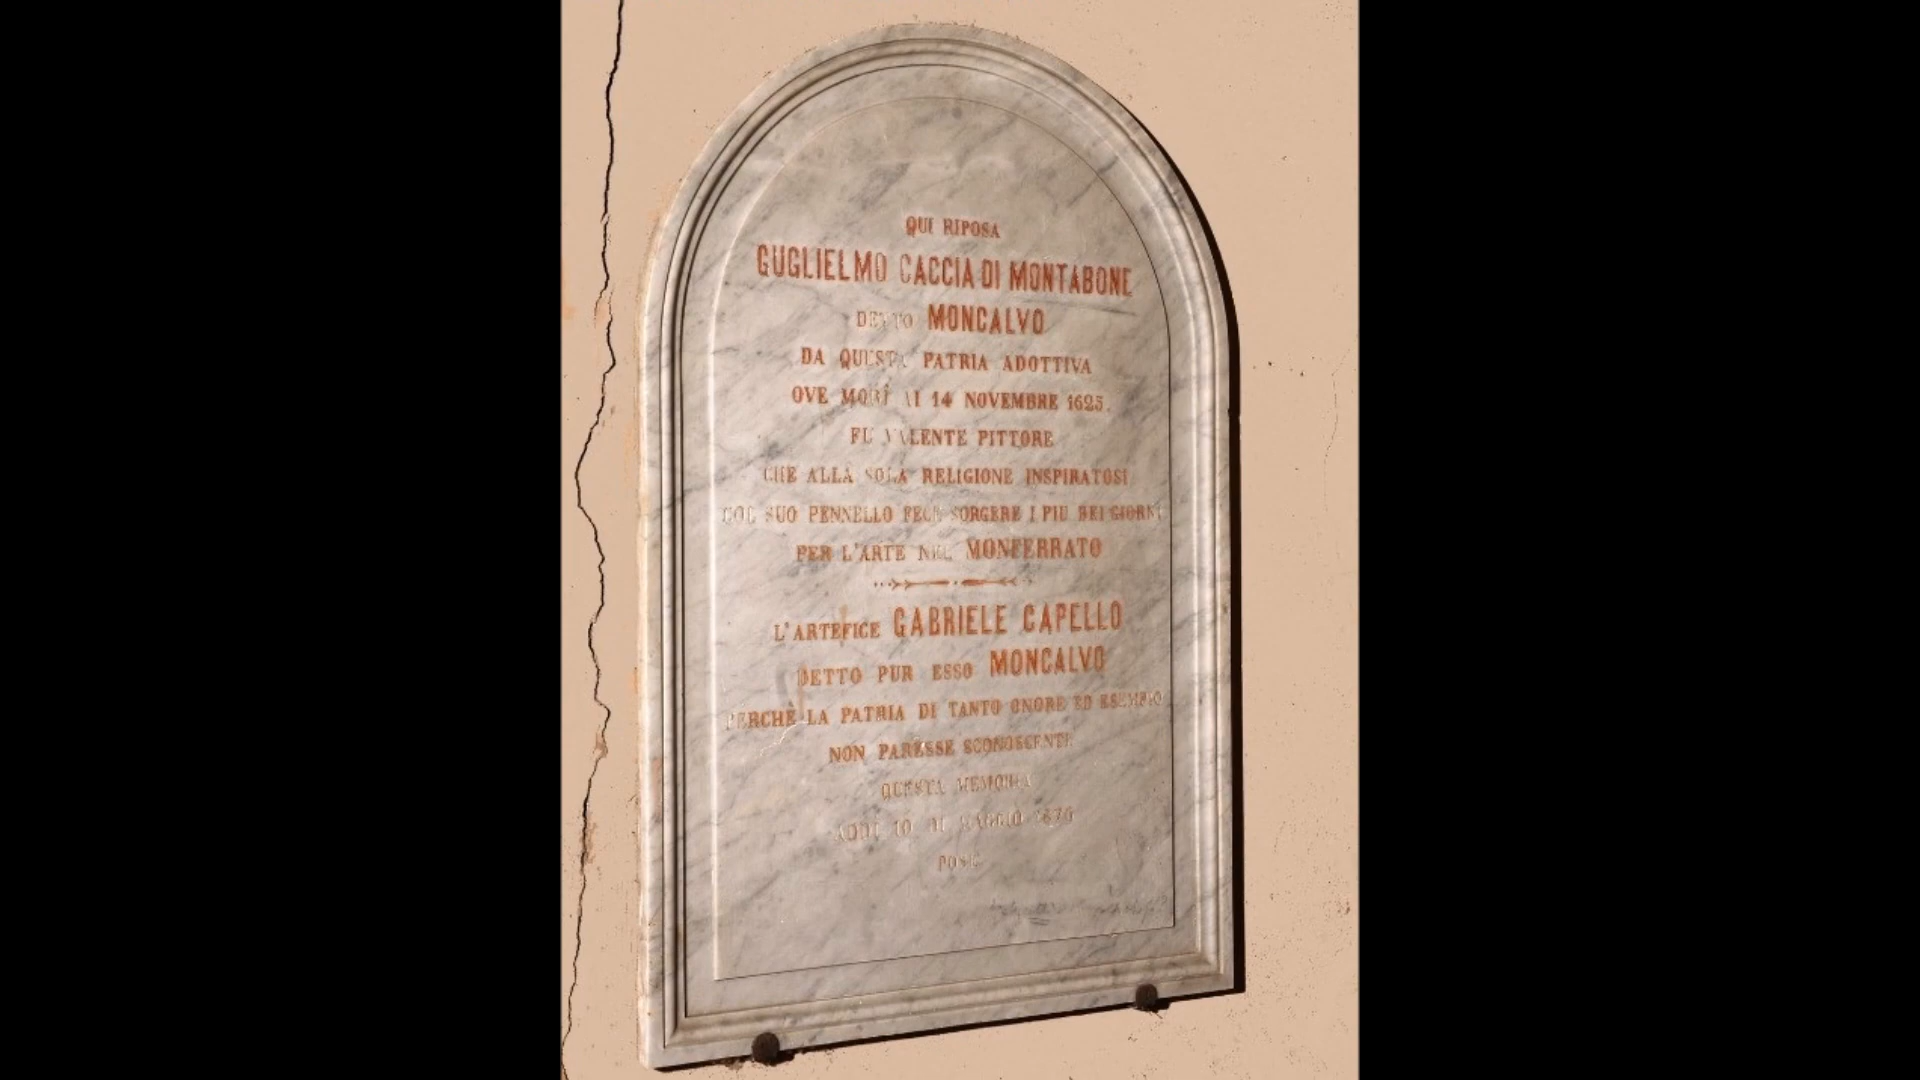 QUI RIPOSA
GUGLIELMO CACCIA DI MONTABONE
DETTO MONCALVO
DA QUESTA PATRIA ADOTTIVA
OVE MORÌ AI 14 NOVEMBRE 1625.
FU VALENTE PITTORE
CHE ALLA SOLA RELIGIONE INSPIRATOSI
COL SUO PENNELLO FECE SORGERE I PIU BEI GIORNI
PER L'ARTE NEL MONFERRATO
L'ARTEFICE GABRIELE CAPELLO
DETTO PUR ESSO MONCALVO
PERCHÈ LA PATRIA DI TANTO ONORE ED ESEMPIO
NON PARESSE SCONOSCENTE
QUESTA MEMORIA
ADDI 10 DI MAGGIO 1876
POSE